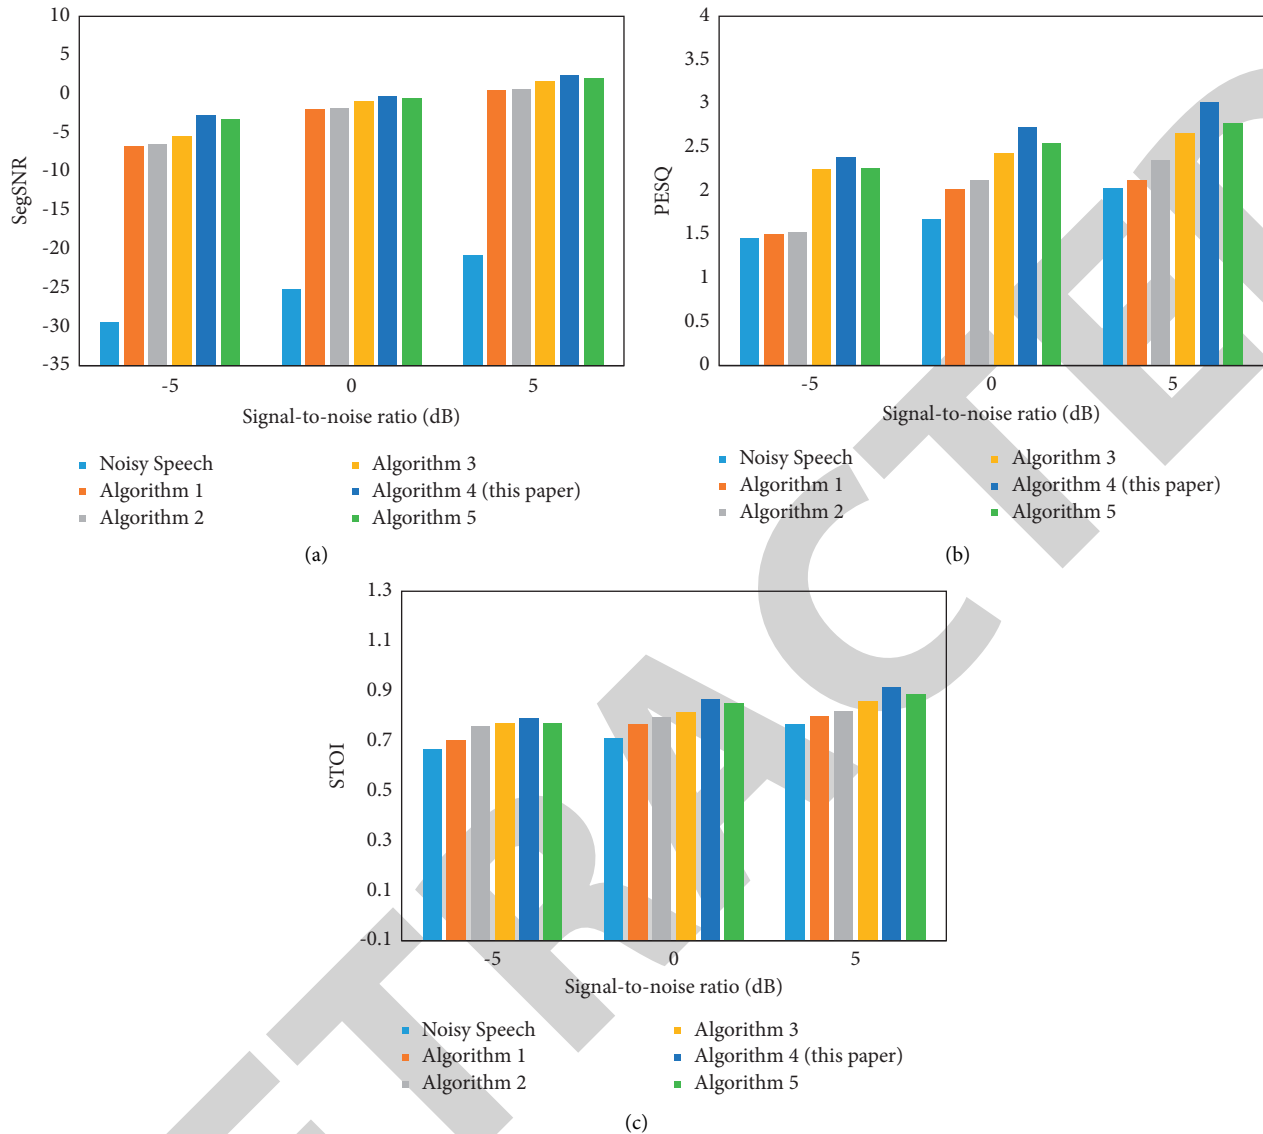 10
5
0
-5
-10
-15
-20
-25
-30
-35
SegSNR
-5 0 5
Signal-to-noise ratio (dB)
Noisy Speech
Algorithm 1
Algorithm 2
Algorithm 3
Algorithm 4 (this paper)
Algorithm 5
(a)
4
3.5
3
2.5
2
1.5
1
0.5
0
PESQ
-5 0 5
Signal-to-noise ratio (dB)
Noisy Speech
Algorithm 1
Algorithm 2
Algorithm 3
Algorithm 4 (this paper)
Algorithm 5
(b)
1.3
1.1
0.9
0.7
0.5
0.3
0.1
-0.1
STOI
-5 0 5
Signal-to-noise ratio (dB)
Noisy Speech
Algorithm 1
Algorithm 2
Algorithm 3
Algorithm 4 (this paper)
Algorithm 5
(c)